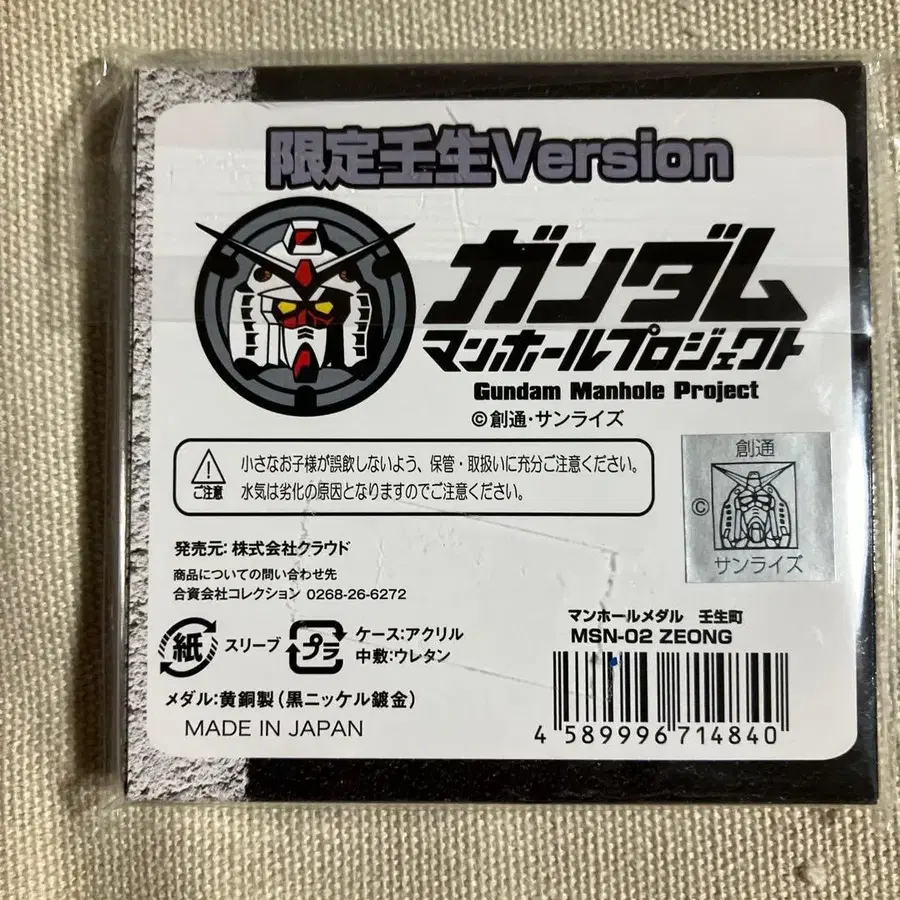 限定壬生Version
ガンダム
マンホールプロジェクト
Gundam Manhole Project
©創通・サンライズ
ご注意
小さなお子様が誤飲しないよう、保管・取扱いに充分ご注意ください。
水気は劣化の原因となりますのでご注意ください。
創通
©
サンライズ
発売元: 株式会社クラウド
商品についての問い合わせ先
合資会社コレクション 0268-26-6272
紙 スリーブ
プラ ケース:アクリル
中敷:ウレタン
メダル:黄銅製(黒ニッケル鍍金)
MADE IN JAPAN
マンホールメダル 壬生町
MSN-02 ZEONG
4 589996 714840